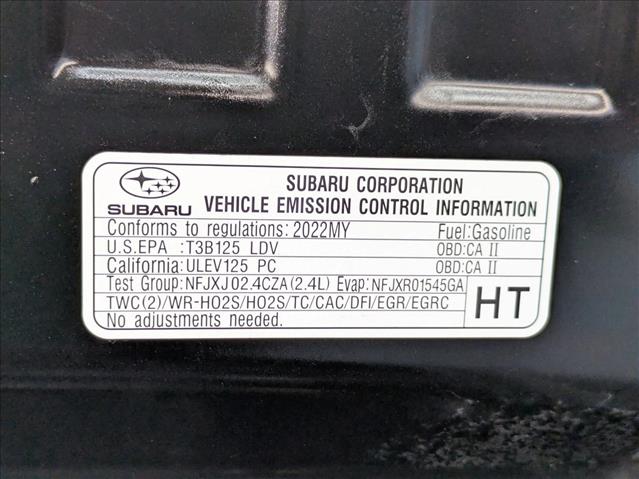 SUBARU CORPORATION
SUBARU VEHICLE EMISSION CONTROL INFORMATION
Conforms to regulations: 2022MY Fuel:Gasoline
U.S.EPA :T3B125 LDV OBD:CA II
California:ULEV125 PC OBD:CA II
Test Group:NFJXJ02.4CZA(2.4L) Evap:NFJXR01545GA
TWC(2)/WR-HO2S/HO2S/TC/CAC/DFI/EGR/EGRC
No adjustments needed.
HT